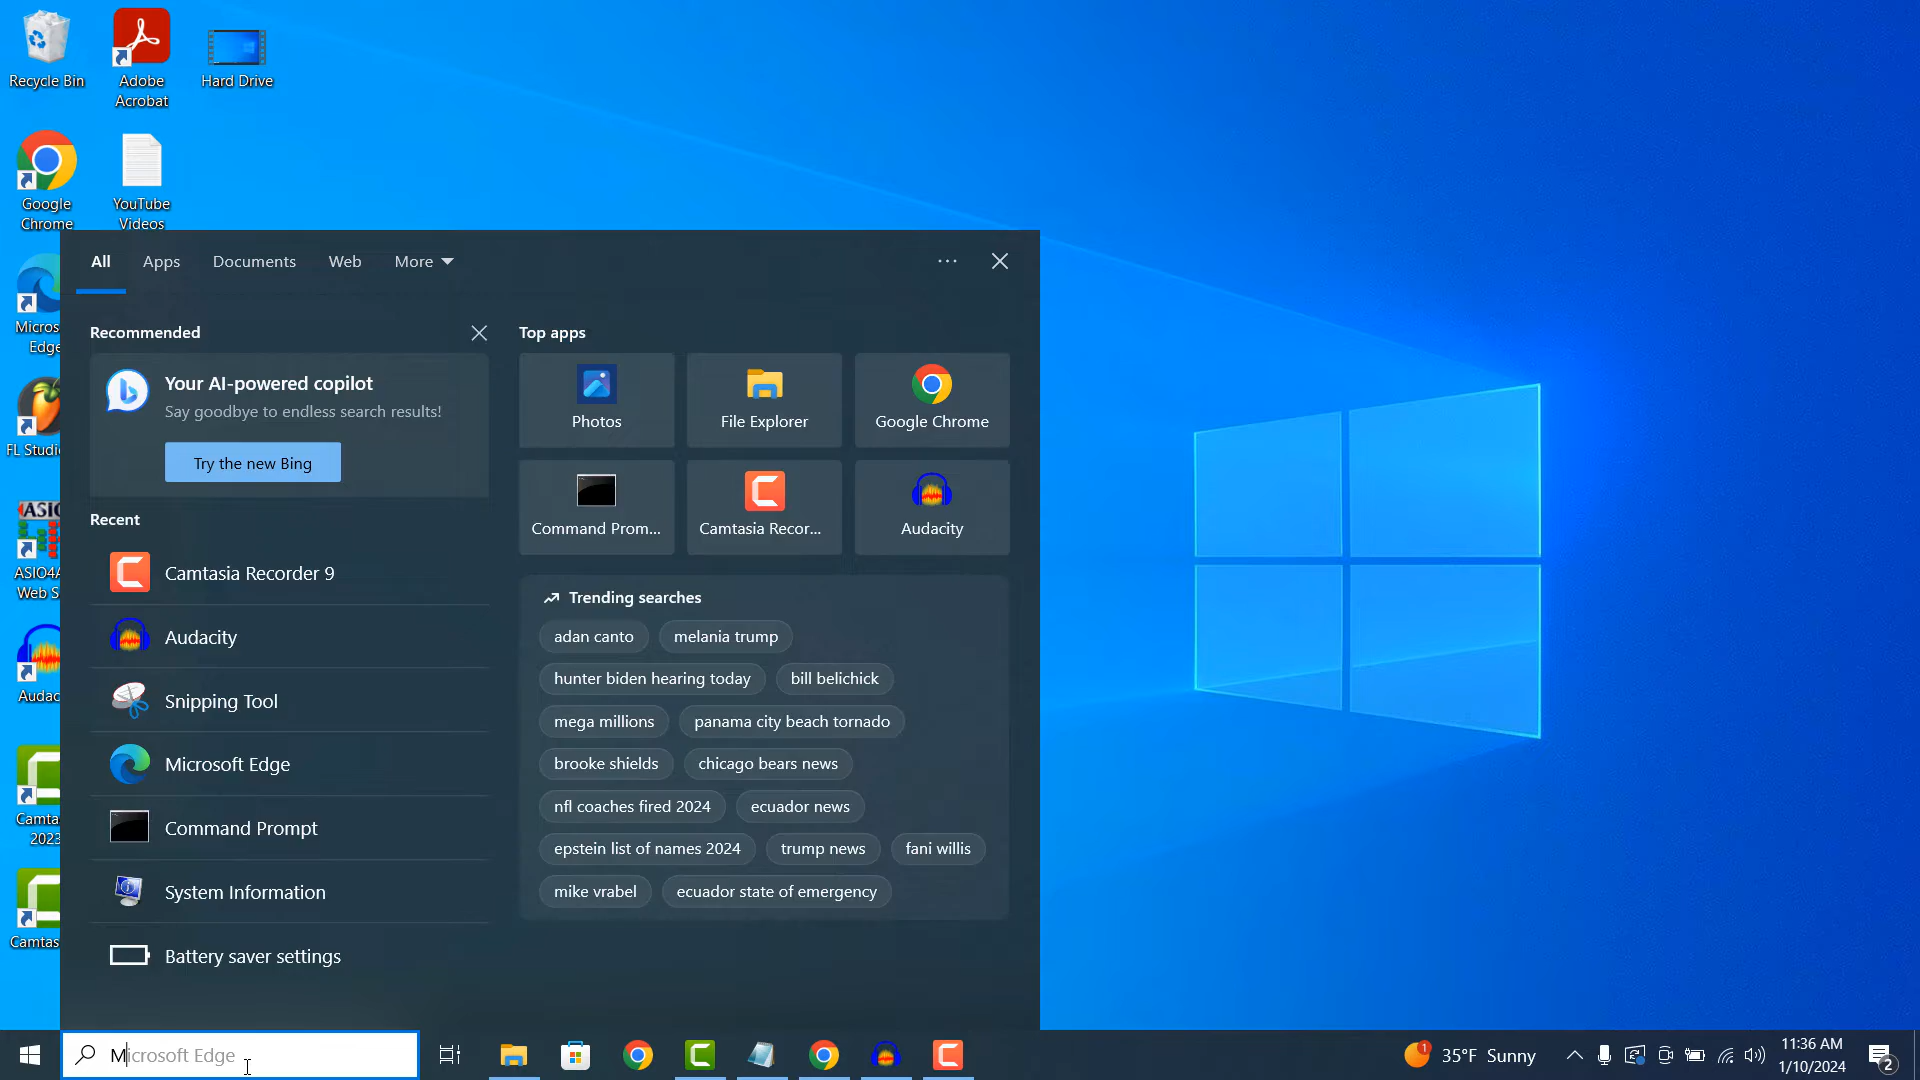 Recycle Bin
Adobe
Acrobat
Hard Drive
Google
Chrome
YouTube
Videos
Micros
Edge
FL Studi
ASIO
ASIO4A
Web S
Audac
Camta
2023
Camtas
All
Apps
Documents
Web
More
Recommended
Your AI-powered copilot
Say goodbye to endless search results!
Try the new Bing
Recent
Camtasia Recorder 9
Audacity
Snipping Tool
Microsoft Edge
Command Prompt
System Information
Battery saver settings
Top apps
Photos
File Explorer
Google Chrome
Command Prom...
Camtasia Recor...
Audacity
Trending searches
adan canto
melania trump
hunter biden hearing today
bill belichick
mega millions
panama city beach tornado
brooke shields
chicago bears news
nfl coaches fired 2024
ecuador news
epstein list of names 2024
trump news
fani willis
mike vrabel
ecuador state of emergency
Microsoft Edge
1
35°F Sunny
11:36 AM
1/10/2024
2